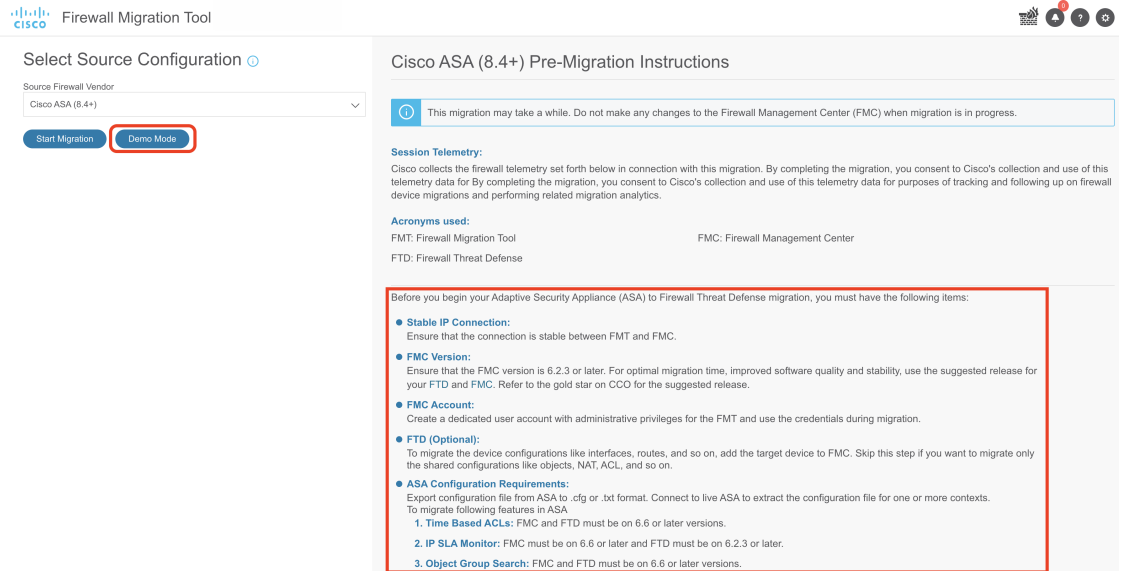 CISCO
Firewall Migration Tool
0
?
Select Source Configuration
Source Firewall Vendor
Cisco ASA (8.4+)
Start Migration
Demo Mode
Cisco ASA (8.4+) Pre-Migration Instructions
This migration may take a while. Do not make any changes to the Firewall Management Center (FMC) when migration is in progress.
Session Telemetry:
Cisco collects the firewall telemetry set forth below in connection with this migration. By completing the migration, you consent to Cisco's collection and use of this
telemetry data for By completing the migration, you consent to Cisco's collection and use of this telemetry data for purposes of tracking and following up on firewall
device migrations and performing related migration analytics.
Acronyms used:
FMT: Firewall Migration Tool
FMC: Firewall Management Center
FTD: Firewall Threat Defense
Before you begin your Adaptive Security Appliance (ASA) to Firewall Threat Defense migration, you must have the following items:
Stable IP Connection:
Ensure that the connection is stable between FMT and FMC.
FMC Version:
Ensure that the FMC version is 6.2.3 or later. For optimal migration time, improved software quality and stability, use the suggested release for
your FTD and FMC. Refer to the gold star on CCO for the suggested release.
FMC Account:
Create a dedicated user account with administrative privileges for the FMT and use the credentials during migration.
FTD (Optional):
To migrate the device configurations like interfaces, routes, and so on, add the target device to FMC. Skip this step if you want to migrate only
the shared configurations like objects, NAT, ACL, and so on.
ASA Configuration Requirements:
Export configuration file from ASA to .cfg or .txt format. Connect to live ASA to extract the configuration file for one or more contexts.
To migrate following features in ASA
1. Time Based ACLs: FMC and FTD must be on 6.6 or later versions.
2. IP SLA Monitor: FMC must be on 6.6 or later and FTD must be on 6.2.3 or later.
3. Object Group Search: FMC and FTD must be on 6.6 or later versions.